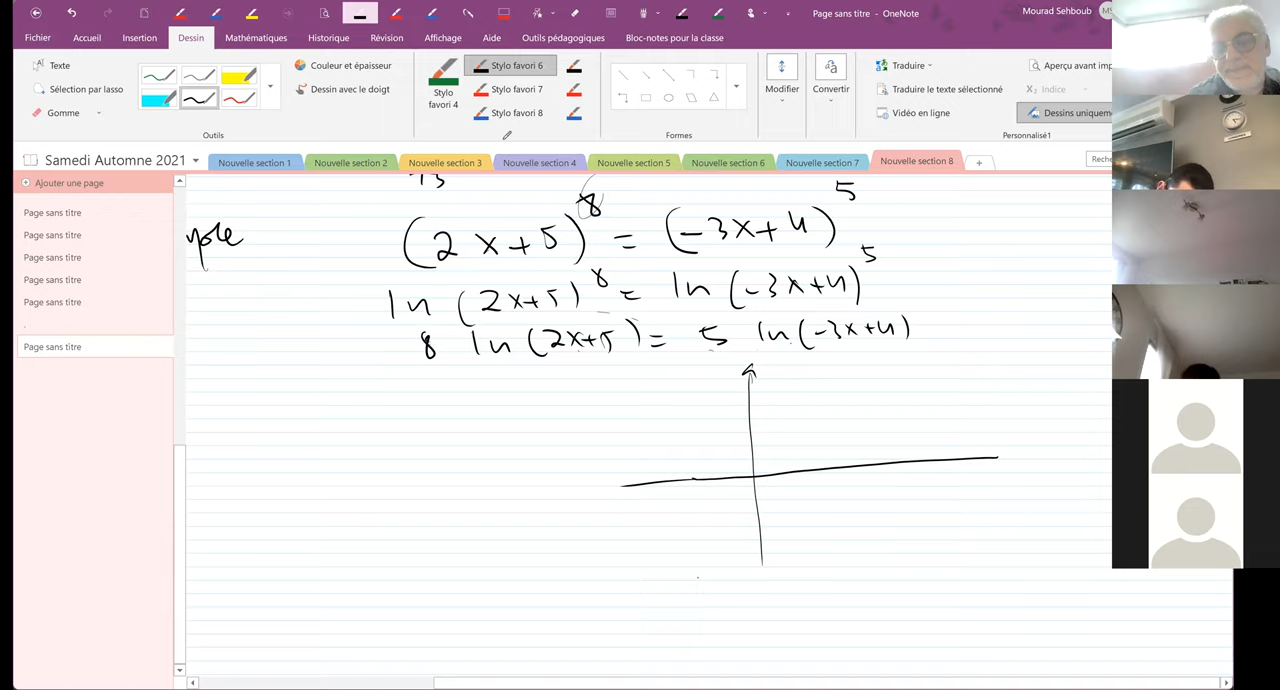 Page sans titre - OneNote
Mourad Sehboub
Fichier Accueil Insertion Dessin Mathématiques Historique Révision Affichage Aide Outils pédagogiques Bloc-notes pour la classe
Texte
Sélection par lasso
Gomme
Outils
Couleur et épaisseur
Dessin avec le doigt
Stylo favori 4
Stylo favori 6
Stylo favori 7
Stylo favori 8
Formes
Modifier
Convertir
Traduire
Traduire le texte sélectionné
Vidéo en ligne
Aperçu avant imp
Indice
Dessins uniqueme
Personnalisé1
Samedi Automne 2021
Nouvelle section 1 Nouvelle section 2 Nouvelle section 3 Nouvelle section 4 Nouvelle section 5 Nouvelle section 6 Nouvelle section 7 Nouvelle section 8
Reche
Ajouter une page
Page sans titre
Page sans titre
Page sans titre
Page sans titre
Page sans titre
Page sans titre
(2x+5)^8 = (-3x+4)^5
ln (2x+5)^8 = ln (-3x+4)^5
8 ln (2x+5) = 5 ln (-3x+4)